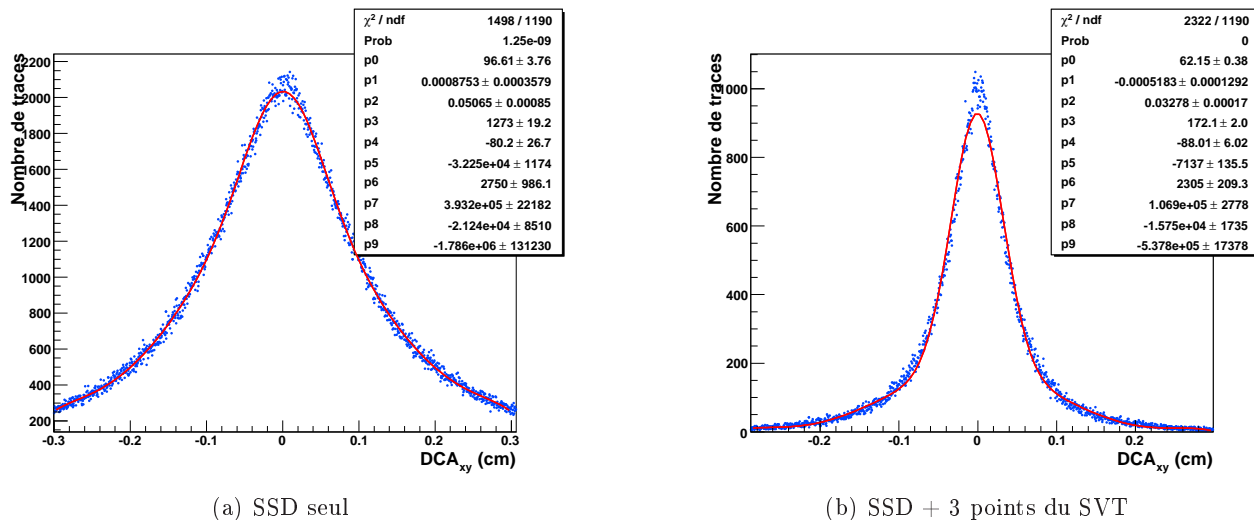 χ² / ndf 1498 / 1190
Prob 1.25e-09
p0 96.61 ± 3.76
p1 0.0008753 ± 0.0003579
p2 0.05065 ± 0.00085
p3 1273 ± 19.2
p4 -80.2 ± 26.7
p5 -3.225e+04 ± 1174
p6 2750 ± 986.1
p7 3.932e+05 ± 22182
p8 -2.124e+04 ± 8510
p9 -1.786e+06 ± 131230
Nombre de traces
2200
2000
1800
1600
1400
1200
1000
800
600
400
200
-0.3 -0.2 -0.1 0 0.1 0.2 0.3
DCAxy (cm)
(a) SSD seul
χ² / ndf 2322 / 1190
Prob 0
p0 62.15 ± 0.38
p1 -0.0005183 ± 0.0001292
p2 0.03278 ± 0.00017
p3 172.1 ± 2.0
p4 -88.01 ± 6.02
p5 -7137 ± 135.5
p6 2305 ± 209.3
p7 1.069e+05 ± 2778
p8 -1.575e+04 ± 1735
p9 -5.378e+05 ± 17378
Nombre de traces
1000
800
600
400
200
0
-0.2 -0.1 0 0.1 0.2
DCAxy (cm)
(b) SSD + 3 points du SVT